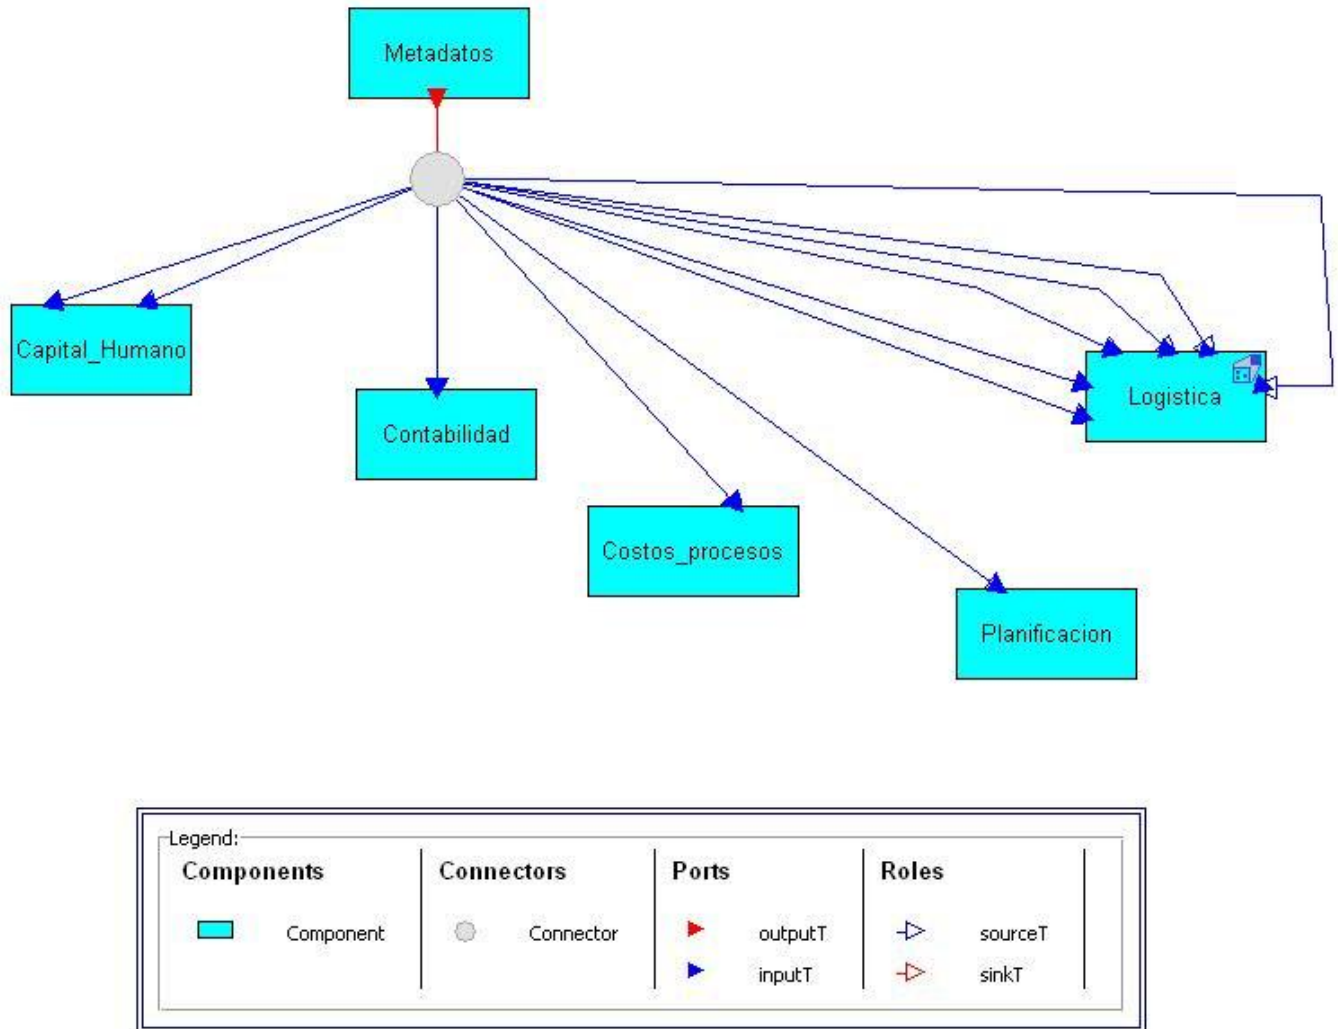 Metadatos
Capital_Humano
Contabilidad
Logistica
Costos_procesos
Planificacion
Legend:
Components Connectors Ports Roles
Component Connector outputT sourceT
inputT sinkT